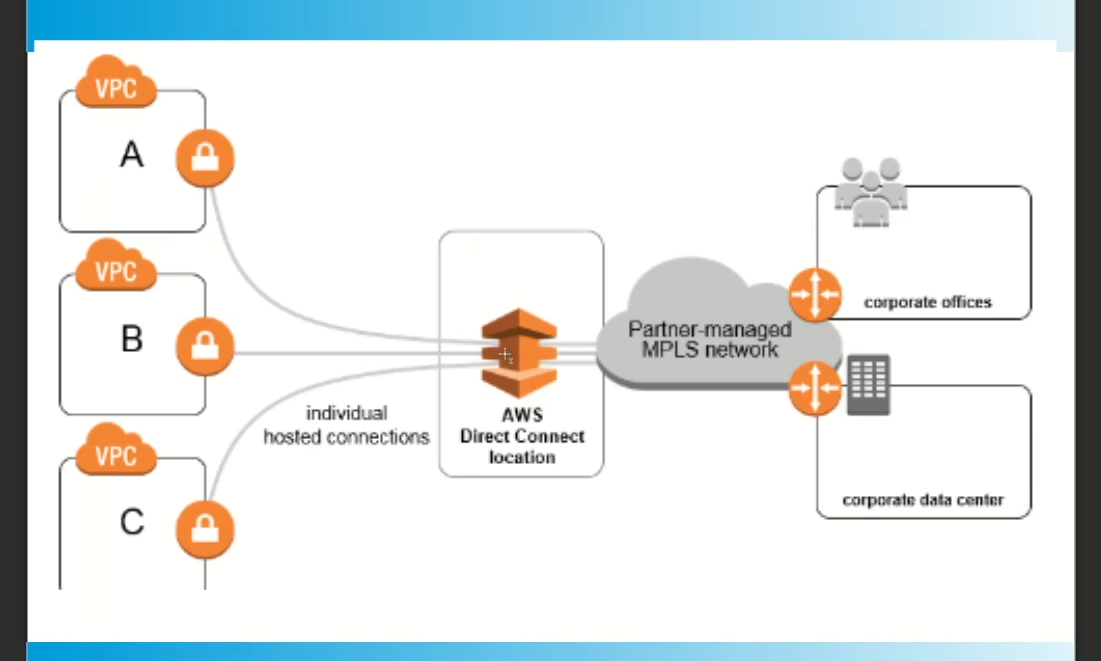 VPC
A
VPC
B
VPC
C
individual
hosted connections
AWS
Direct Connect
location
Partner-managed
MPLS network
corporate offices
corporate data center